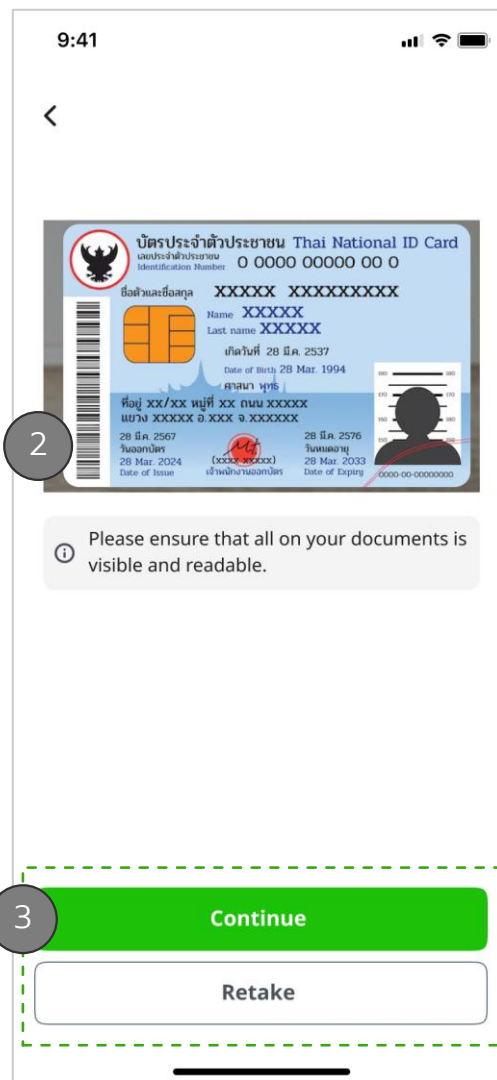 9:41
บัตรประจำตัวประชาชน Thai National ID Card
เลขประจำตัวประชาชน
Identification Number 0 0000 00000 00 0
ชื่อตัวและชื่อสกุล XXXXX XXXXXXXXX
Name XXXXX
Last name XXXXX
เกิดวันที่ 28 มี.ค. 2537
Date of Birth 28 Mar. 1994
ศาสนา พุทธ
ที่อยู่ xx/xx หมู่ที่ xx ถนน xxxxx
แขวง xxxxx อ.xxx จ.xxxxxx
28 มี.ค. 2567
วันออกบัตร
28 Mar. 2024
Date of Issue
(xxxx xxxxx)
เจ้าพนักงานออกบัตร
28 มี.ค. 2576
วันหมดอายุ
28 Mar. 2033
Date of Expiry
0000-00-00000000
2
Please ensure that all on your documents is
visible and readable.
3
Continue
Retake